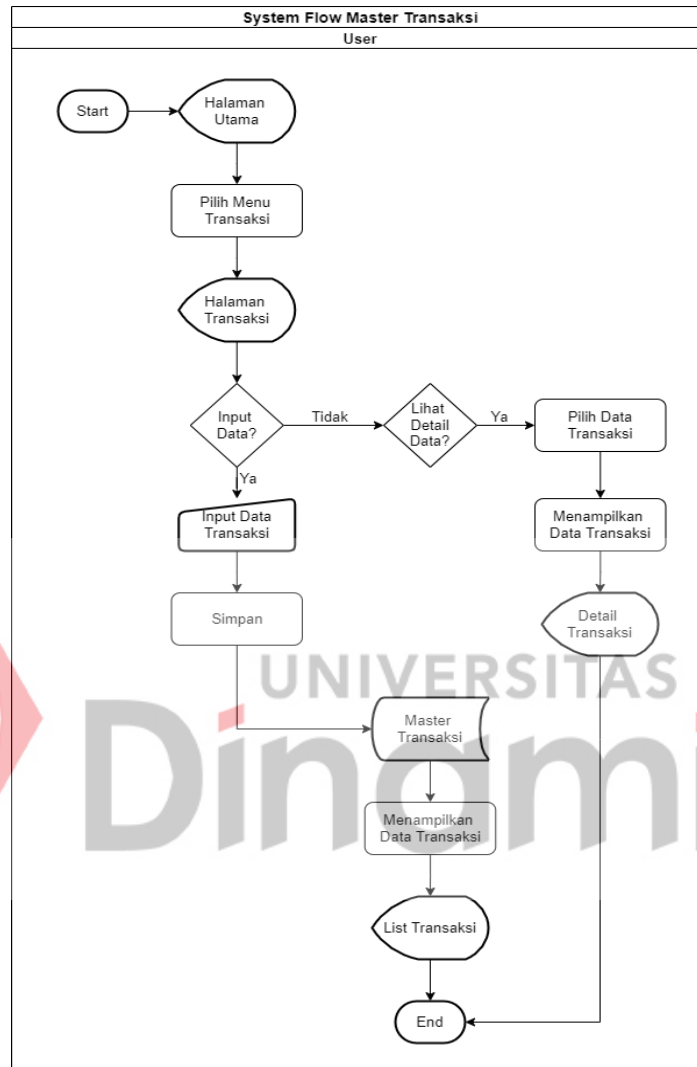 System Flow Master Transaksi
User
Start
Halaman
Utama
Pilih Menu
Transaksi
Halaman
Transaksi
Input
Data?
Tidak
Lihat
Detail
Data?
Ya
Pilih Data
Transaksi
Ya
Input Data
Transaksi
Menampilkan
Data Transaksi
Simpan
Detail
Transaksi
UNIVERSITAS
Dinami
Master
Transaksi
Menampilkan
Data Transaksi
List Transaksi
End